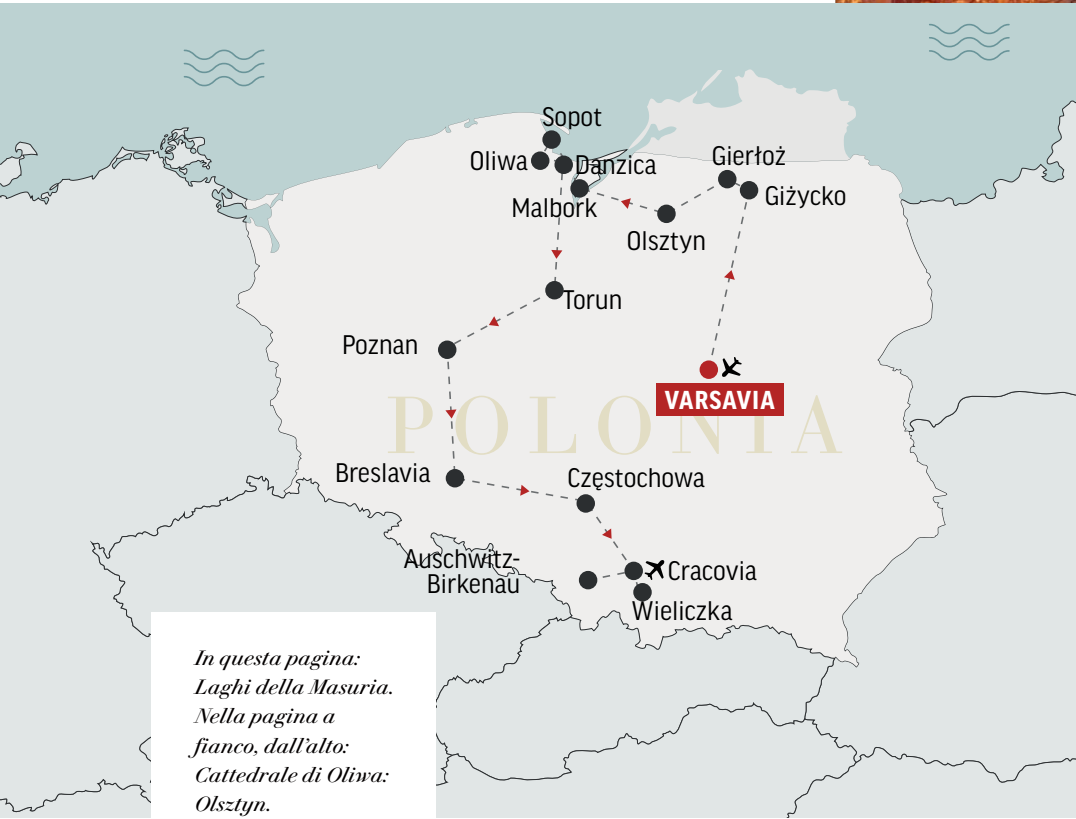 Sopot
Oliwa
Danzica
Gierłoż
Giżycko
Malbork
Olsztyn
Torun
Poznan
VARSAVIA
POLONIA
Breslavia
Częstochowa
Auschwitz-
Birkenau
Cracovia
Wieliczka
In questa pagina:
Laghi della Masuria.
Nella pagina a
fianco, dall'alto:
Cattedrale di Oliwa:
Olsztyn.